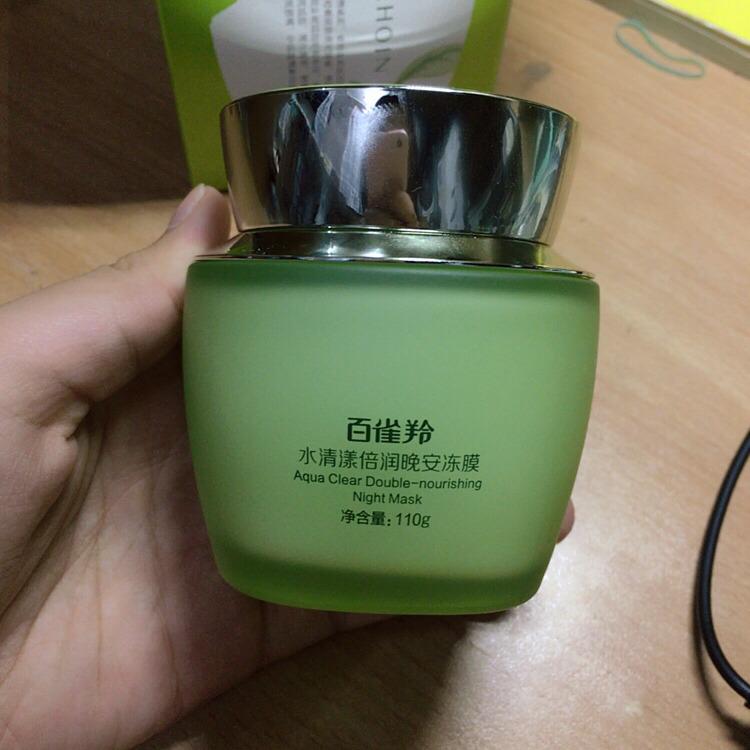 HOIN
百雀羚
水清漾倍润晚安冻膜
Aqua Clear Double-nourishing
Night Mask
净含量：110g